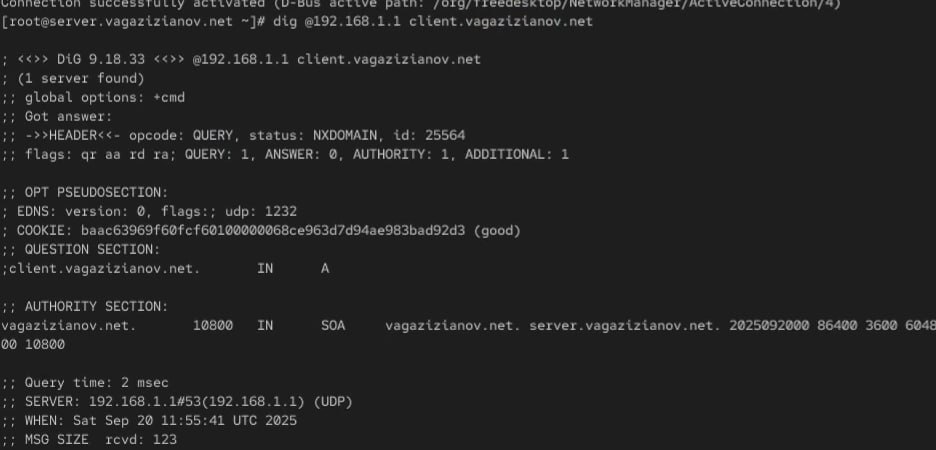 Connection successfully activated (D-Bus active path: /org/freedesktop/NetworkManager/ActiveConnection/4)
[root@server.vagazizianov.net ~]# dig @192.168.1.1 client.vagazizianov.net

; <<>> DiG 9.18.33 <<>> @192.168.1.1 client.vagazizianov.net
; (1 server found)
;; global options: +cmd
;; Got answer:
;; ->>HEADER<<- opcode: QUERY, status: NXDOMAIN, id: 25564
;; flags: qr aa rd ra; QUERY: 1, ANSWER: 0, AUTHORITY: 1, ADDITIONAL: 1

;; OPT PSEUDOSECTION:
; EDNS: version: 0, flags:; udp: 1232
; COOKIE: baac63969f60fcf60100000068ce963d7d94ae983bad92d3 (good)
;; QUESTION SECTION:
;client.vagazizianov.net.       IN      A

;; AUTHORITY SECTION:
vagazizianov.net.       10800   IN      SOA     vagazizianov.net. server.vagazizianov.net. 2025092000 86400 3600 6048
00 10800

;; Query time: 2 msec
;; SERVER: 192.168.1.1#53(192.168.1.1) (UDP)
;; WHEN: Sat Sep 20 11:55:41 UTC 2025
;; MSG SIZE  rcvd: 123